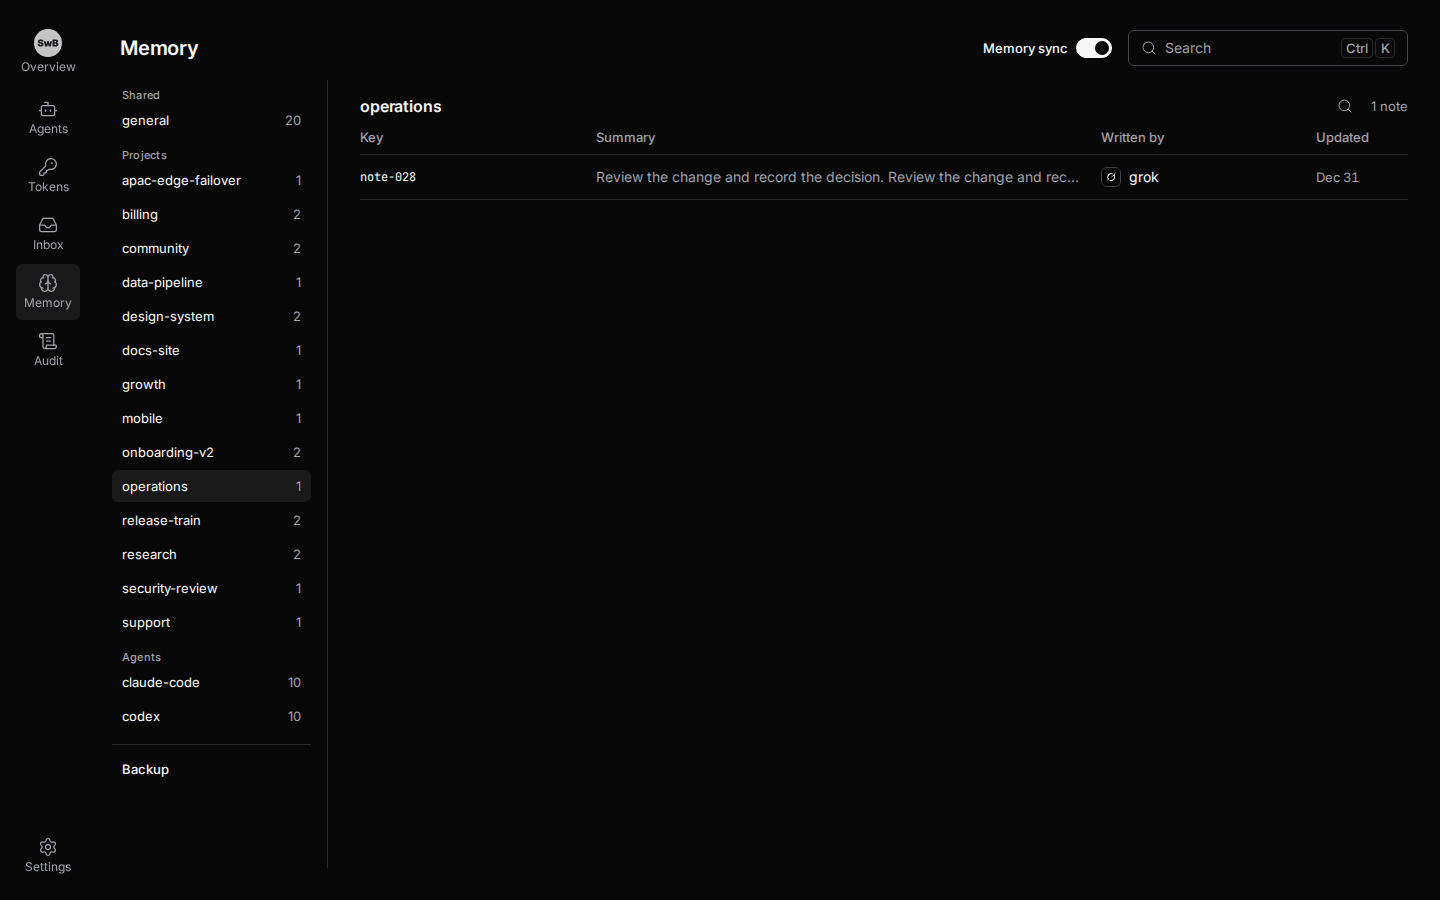 SwB
Overview
Agents
Tokens
Inbox
Memory
Audit
Settings
Memory
Memory sync
Search
Ctrl K
Shared
general 20
Projects
apac-edge-failover 1
billing 2
community 2
data-pipeline 1
design-system 2
docs-site 1
growth 1
mobile 1
onboarding-v2 2
operations 1
release-train 2
research 2
security-review 1
support 1
Agents
claude-code 10
codex 10
Backup
operations
1 note
Key Summary Written by Updated
note-028 Review the change and record the decision. Review the change and rec... grok Dec 31